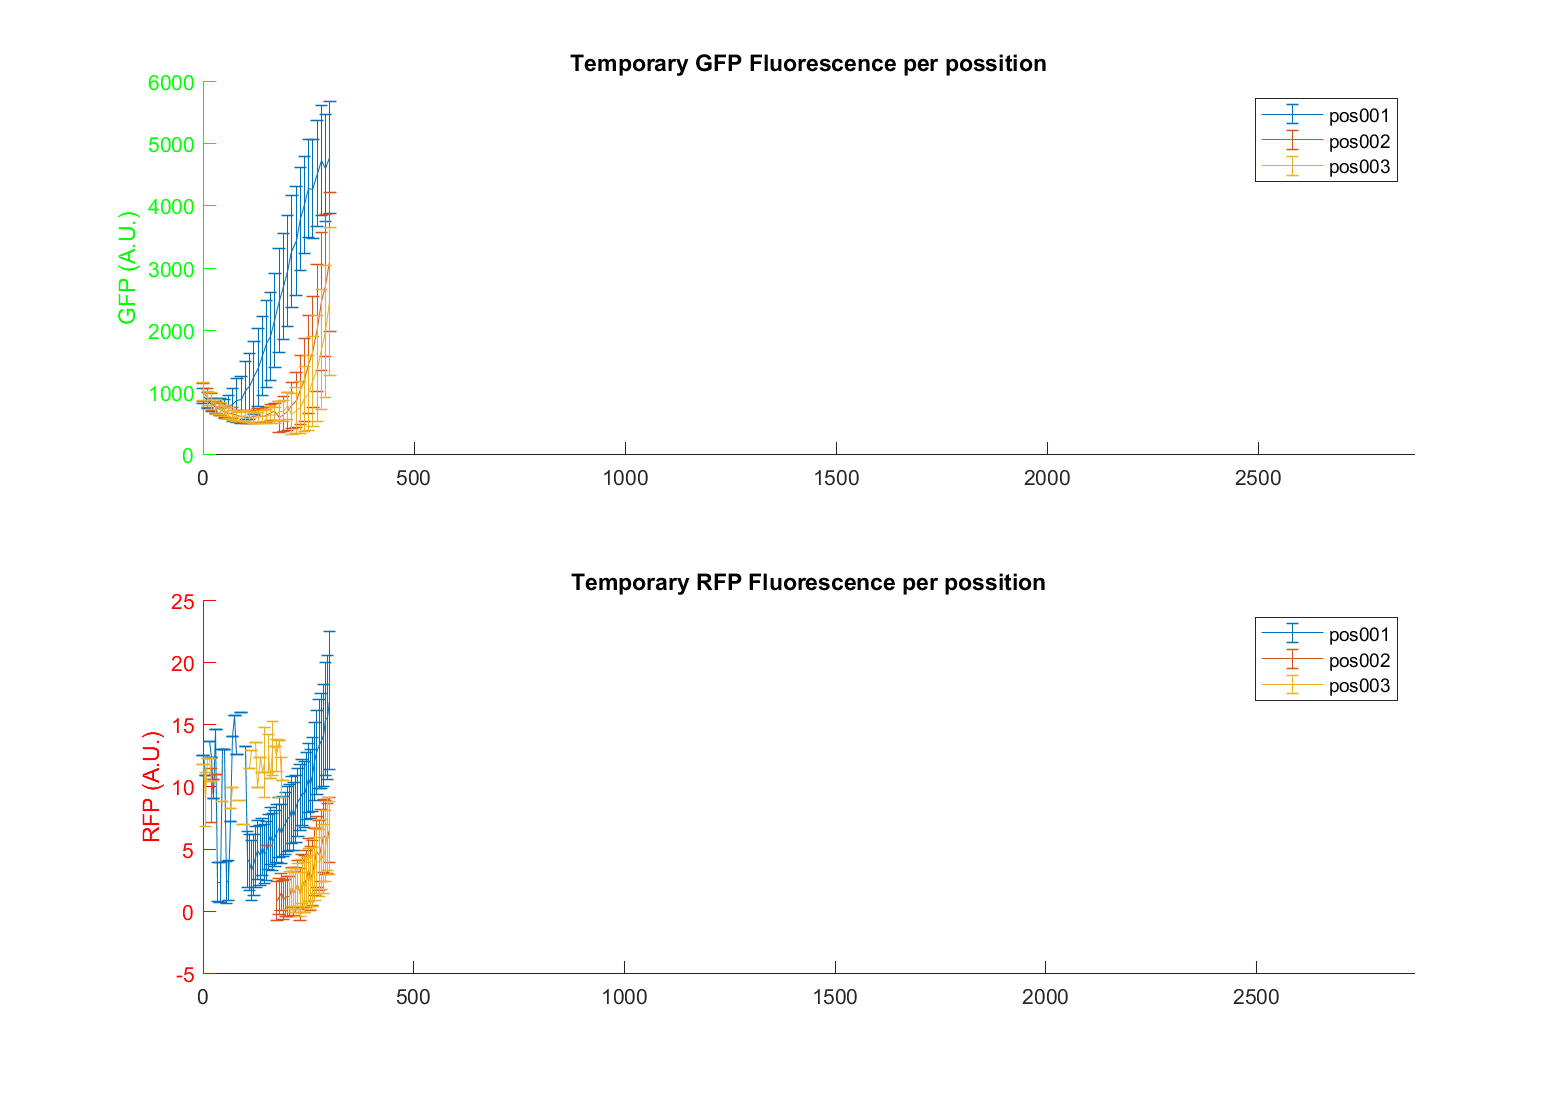 Temporary GFP Fluorescence per possition
6000
5000
4000
3000
2000
1000
0
GFP (A.U.)
0 500 1000 1500 2000 2500
pos001
pos002
pos003
Temporary RFP Fluorescence per possition
25
20
15
10
5
0
-5
RFP (A.U.)
0 500 1000 1500 2000 2500
pos001
pos002
pos003